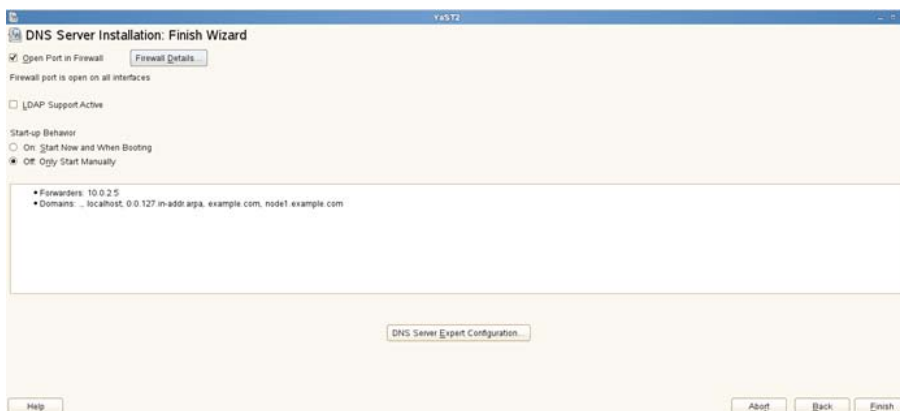 YaST2
DNS Server Installation: Finish Wizard
Open Port in Firewall Firewall Details...
Firewall port is open on all interfaces
LDAP Support Active
Start-up Behavior
On: Start Now and When Booting
Off: Only Start Manually
• Forwarders: 10.0.2.5
• Domains: ., localhost, 0.0.127.in-addr.arpa, example.com, node1.example.com
DNS Server Expert Configuration...
Help Abort Back Finish